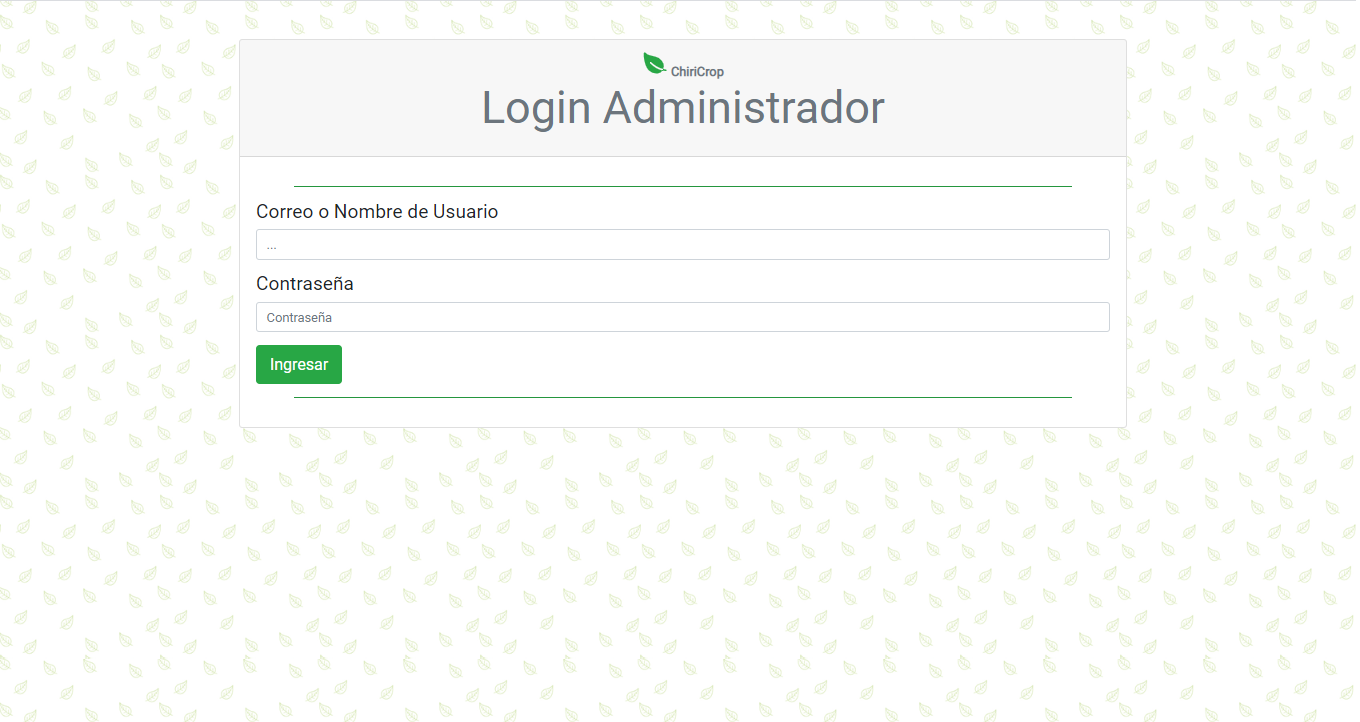 ChiriCrop
Login Administrador
Correo o Nombre de Usuario
...
Contraseña
Contraseña
Ingresar